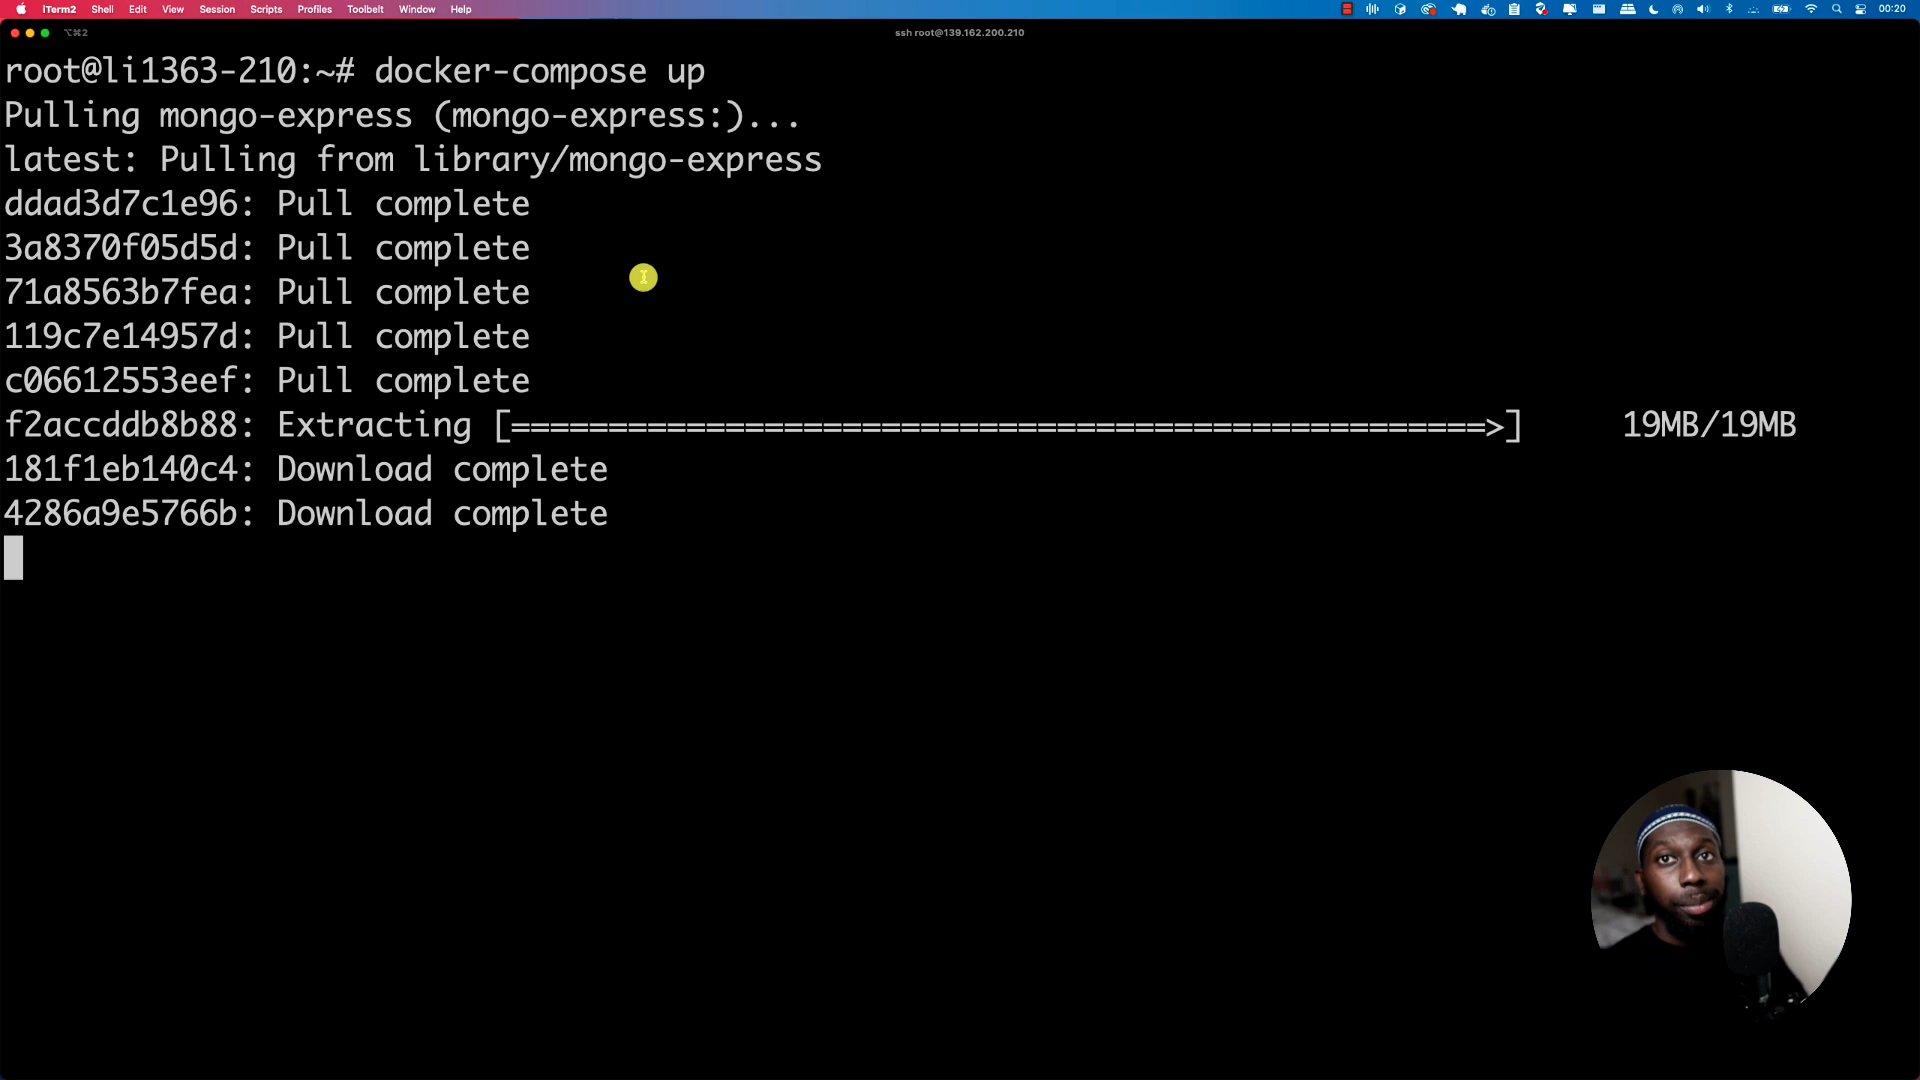 iTerm2 Shell Edit View Session Scripts Profiles Toolbelt Window Help 00:20
⌥⌘2 ssh root@139.162.200.210
root@li1363-210:~# docker-compose up
Pulling mongo-express (mongo-express:)...
latest: Pulling from library/mongo-express
ddad3d7c1e96: Pull complete
3a8370f05d5d: Pull complete
71a8563b7fea: Pull complete
119c7e14957d: Pull complete
c06612553eef: Pull complete
f2accddb8b88: Extracting [==================================================>] 19MB/19MB
181f1eb140c4: Download complete
4286a9e5766b: Download complete